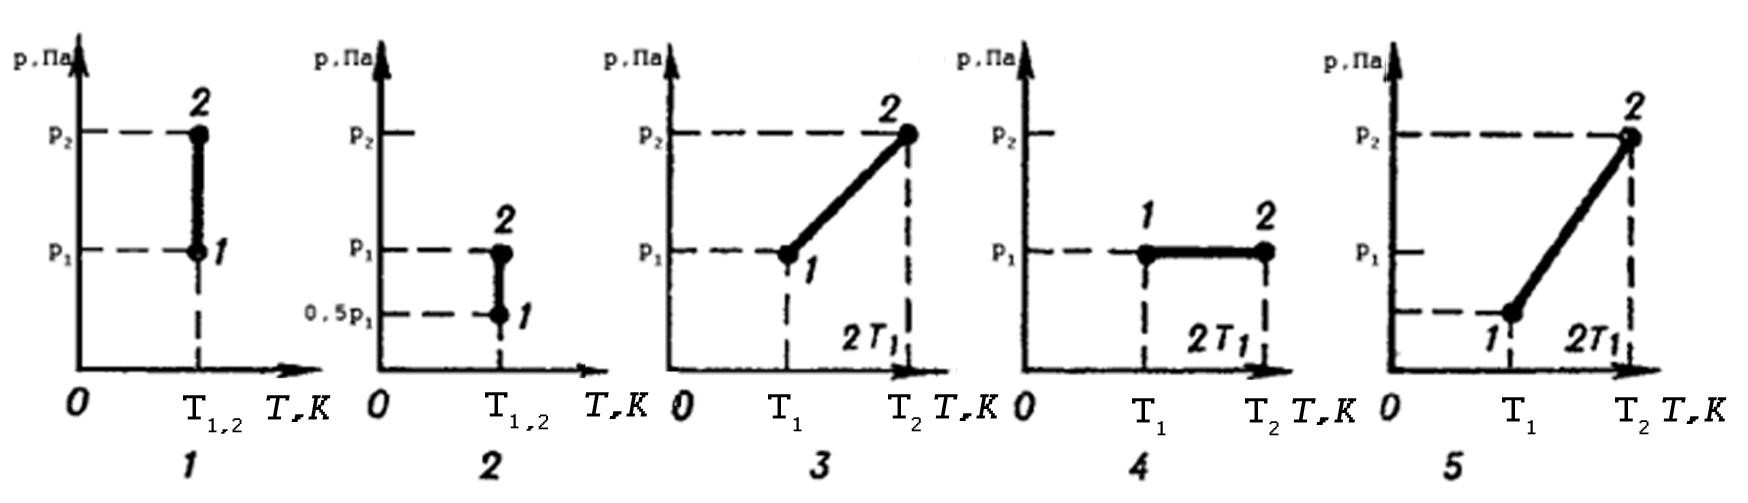 p,Па p,Па p,Па p,Па p,Па
2 2 2
p₂ p₂ p₂ p₂ p₂
2 1 2
p₁ 1 p₁ p₁ 1 p₁ p₁
0,5p₁ 1 2T₁ 2T₁ 1 2T₁
0 T₁,₂ T,K 0 T₁,₂ T,K 0 T₁ T₂ T,K 0 T₁ T₂ T,K 0 T₁ T₂ T,K
1 2 3 4 5